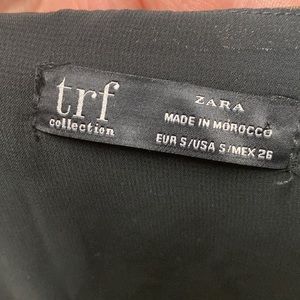 trf
collection
ZARA
MADE IN MOROCCO
EUR S/USA S/MEX 26